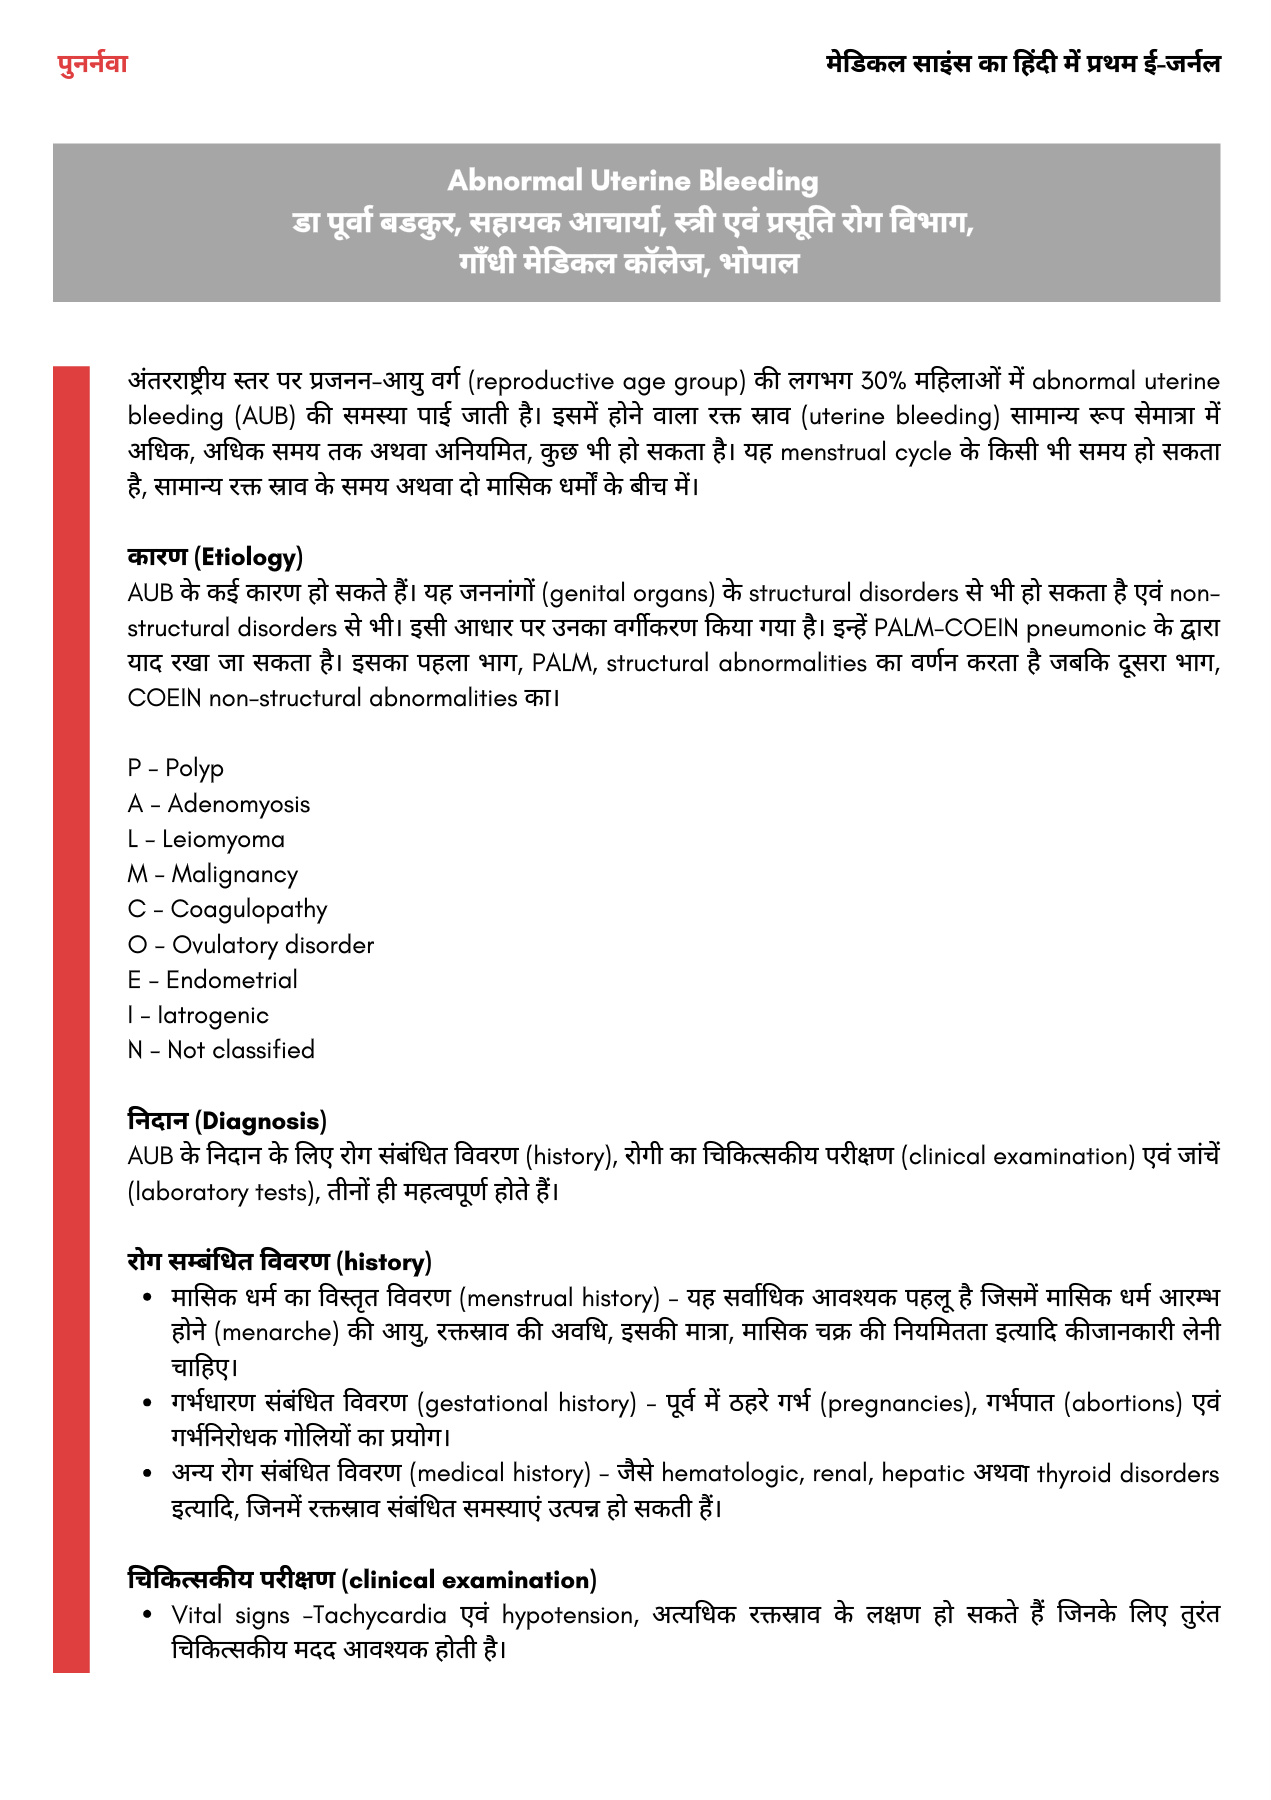 पुनर्नवा
मेडिकल साइंस का हिंदी में प्रथम ई-जर्नल
Abnormal Uterine Bleeding
डा पूर्वा बडकुर, सहायक आचार्या, स्त्री एवं प्रसूति रोग विभाग,
गाँधी मेडिकल कॉलेज, भोपाल
अंतरराष्ट्रीय स्तर पर प्रजनन-आयु वर्ग (reproductive age group) की लगभग 30% महिलाओं में abnormal uterine
bleeding (AUB) की समस्या पाई जाती है। इसमें होने वाला रक्त स्राव (uterine bleeding) सामान्य रूप सेमात्रा में
अधिक, अधिक समय तक अथवा अनियमित, कुछ भी हो सकता है। यह menstrual cycle के किसी भी समय हो सकता
है, सामान्य रक्त स्राव के समय अथवा दो मासिक धर्मों के बीच में।
कारण (Etiology)
AUB के कई कारण हो सकते हैं। यह जननांगों (genital organs) के structural disorders से भी हो सकता है एवं non-
structural disorders से भी। इसी आधार पर उनका वर्गीकरण किया गया है। इन्हें PALM-COEIN pneumonic के द्वारा
याद रखा जा सकता है। इसका पहला भाग, PALM, structural abnormalities का वर्णन करता है जबकि दूसरा भाग,
COEIN non-structural abnormalities का।
P - Polyp
A - Adenomyosis
L - Leiomyoma
M - Malignancy
C - Coagulopathy
O - Ovulatory disorder
E - Endometrial
I - Iatrogenic
N - Not classified
निदान (Diagnosis)
AUB के निदान के लिए रोग संबंधित विवरण (history), रोगी का चिकित्सकीय परीक्षण (clinical examination) एवं जांचें
(laboratory tests), तीनों ही महत्वपूर्ण होते हैं।
रोग सम्बंधित विवरण (history)
• मासिक धर्म का विस्तृत विवरण (menstrual history) - यह सर्वाधिक आवश्यक पहलू है जिसमें मासिक धर्म आरम्भ
होने (menarche) की आयु, रक्तस्राव की अवधि, इसकी मात्रा, मासिक चक्र की नियमितता इत्यादि कीजानकारी लेनी
चाहिए।
• गर्भधारण संबंधित विवरण (gestational history) - पूर्व में ठहरे गर्भ (pregnancies), गर्भपात (abortions) एवं
गर्भनिरोधक गोलियों का प्रयोग।
• अन्य रोग संबंधित विवरण (medical history) - जैसे hematologic, renal, hepatic अथवा thyroid disorders
इत्यादि, जिनमें रक्तस्राव संबंधित समस्याएं उत्पन्न हो सकती हैं।
चिकित्सकीय परीक्षण (clinical examination)
• Vital signs -Tachycardia एवं hypotension, अत्यधिक रक्तस्राव के लक्षण हो सकते हैं जिनके लिए तुरंत
चिकित्सकीय मदद आवश्यक होती है।